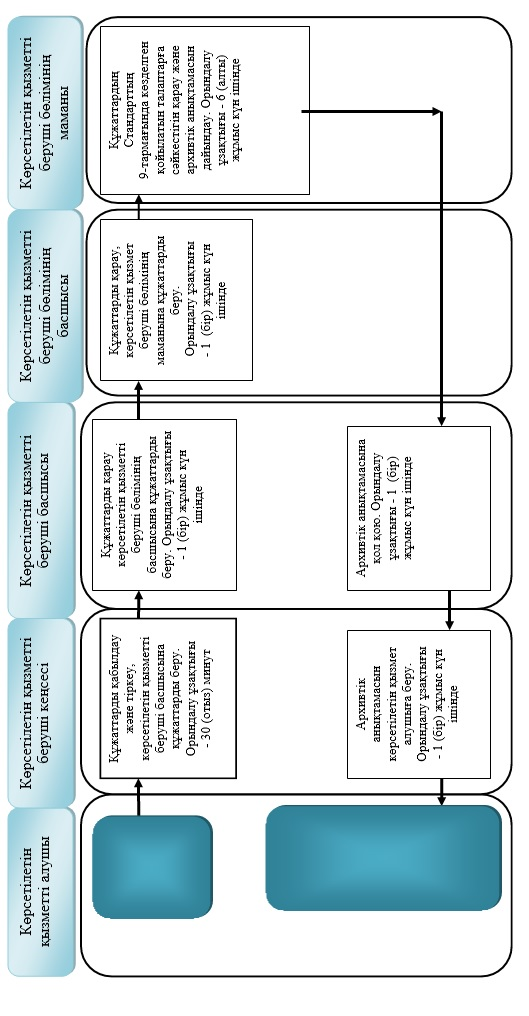 Көрсетілетін
қызметті алушы
Көрсетілетін қызметті
беруші кеңсесі
Көрсетілетін қызметті
беруші басшысы
Көрсетілетін қызметті
беруші бөлімінің
басшысы
Көрсетілетін қызметті
беруші бөлімінің
маманы
Құжаттарды қабылдау
және тіркеу,
көрсетілетін қызметті
беруші басшысына
құжаттарды беру.
Орындалу ұзақтығы
- 30 (отыз) минут
Құжаттарды қарау
көрсетілетін қызметті
беруші бөлімінің
басшысына құжаттарды
беру. Орындалу ұзақтығы
- 1 (бір) жұмыс күн
ішінде
Құжаттарды қарау,
көрсетілетін қызмет
беруші бөлімінің
маманына құжаттарды
беру.
Орындалу ұзақтығы
- 1 (бір) жұмыс күн
ішінде
Құжаттардың
Стандарттың
9-тармағында көзделген
қойылатын талаптарға
сәйкестігін қарау және
архивтік анықтамасын
дайындау. Орындалу
ұзақтығы - 6 (алты)
жұмыс күн ішінде
Архивтік анықтамасына
қол қою. Орындалу
ұзақтығы - 1 (бір)
жұмыс күн ішінде
Архивтік
анықтамасын
көрсетілетін қызмет
алушыға беру.
Орындалу ұзақтығы
- 1 (бір) жұмыс күн
ішінде